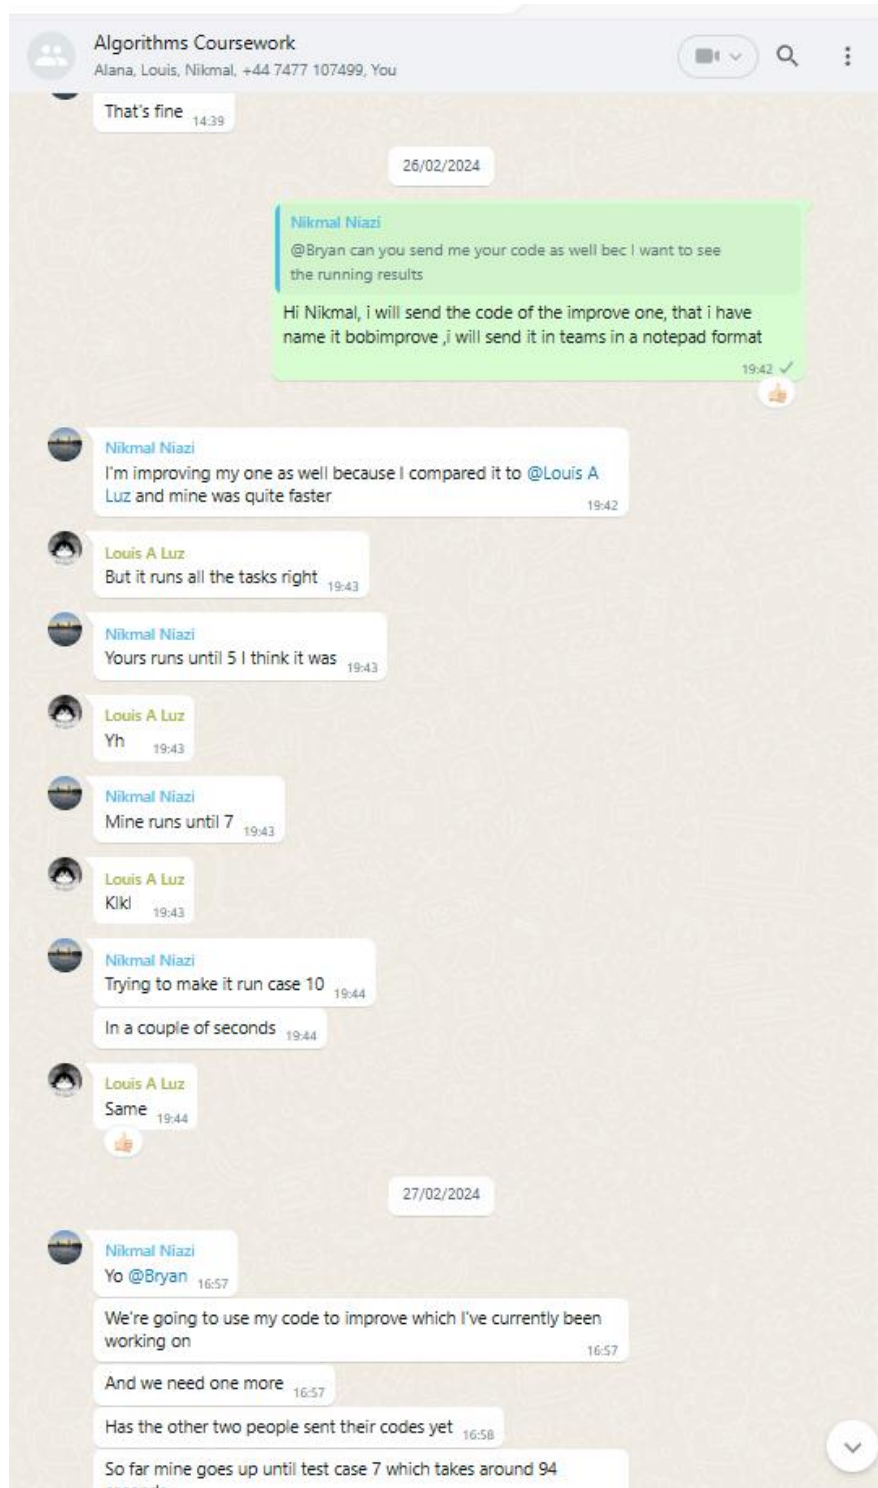 Algorithms Coursework
Alana, Louis, Nikmal, +44 7477 107499, You
That's fine 14:39
26/02/2024
Nikmal Niazi
@Bryan can you send me your code as well bec I want to see
the running results
Hi Nikmal, i will send the code of the improve one, that i have
name it bobimprove ,i will send it in teams in a notepad format
19:42
Nikmal Niazi
I'm improving my one as well because I compared it to @Louis A
Luz and mine was quite faster
19:42
Louis A Luz
But it runs all the tasks right 19:43
Nikmal Niazi
Yours runs until 5 I think it was 19:43
Louis A Luz
Yh 19:43
Nikmal Niazi
Mine runs until 7 19:43
Louis A Luz
Klkl 19:43
Nikmal Niazi
Trying to make it run case 10 19:44
In a couple of seconds 19:44
Louis A Luz
Same 19:44
27/02/2024
Nikmal Niazi
Yo @Bryan 16:57
We're going to use my code to improve which I've currently been
working on
16:57
And we need one more 16:57
Has the other two people sent their codes yet 16:58
So far mine goes up until test case 7 which takes around 94